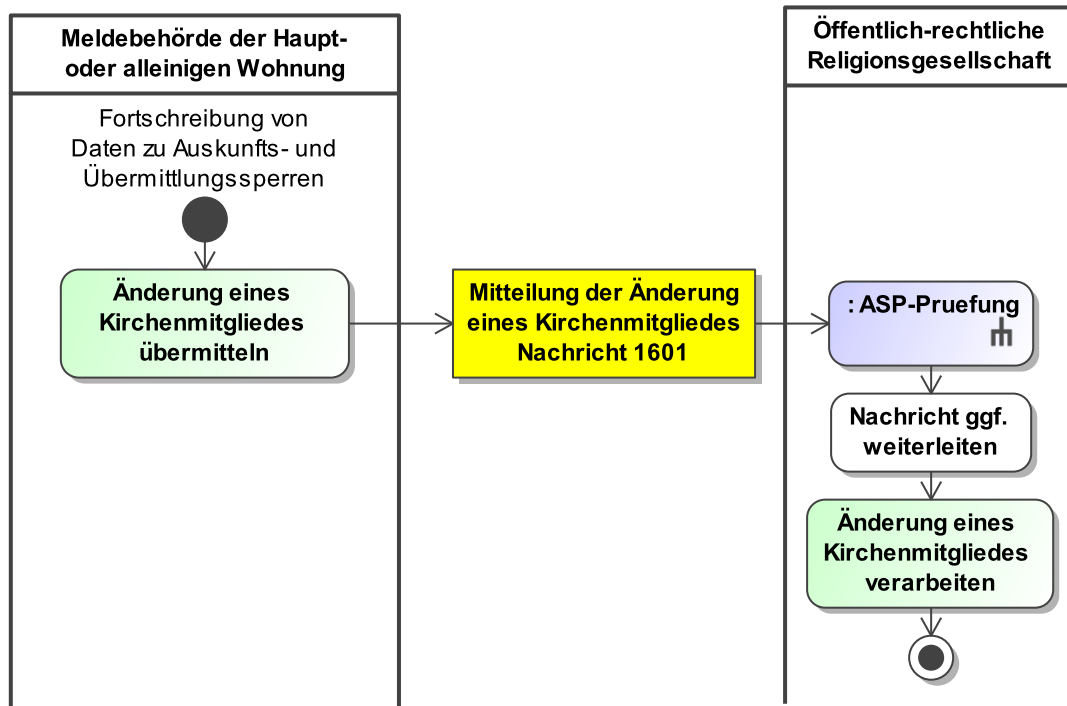 Meldebehörde der Haupt-
oder alleinigen Wohnung
Fortschreibung von
Daten zu Auskunfts- und
Übermittlungssperren
Änderung eines
Kirchenmitgliedes
übermitteln
Mitteilung der Änderung
eines Kirchenmitgliedes
Nachricht 1601
Öffentlich-rechtliche
Religionsgesellschaft
: ASP-Pruefung
Nachricht ggf.
weiterleiten
Änderung eines
Kirchenmitgliedes
verarbeiten